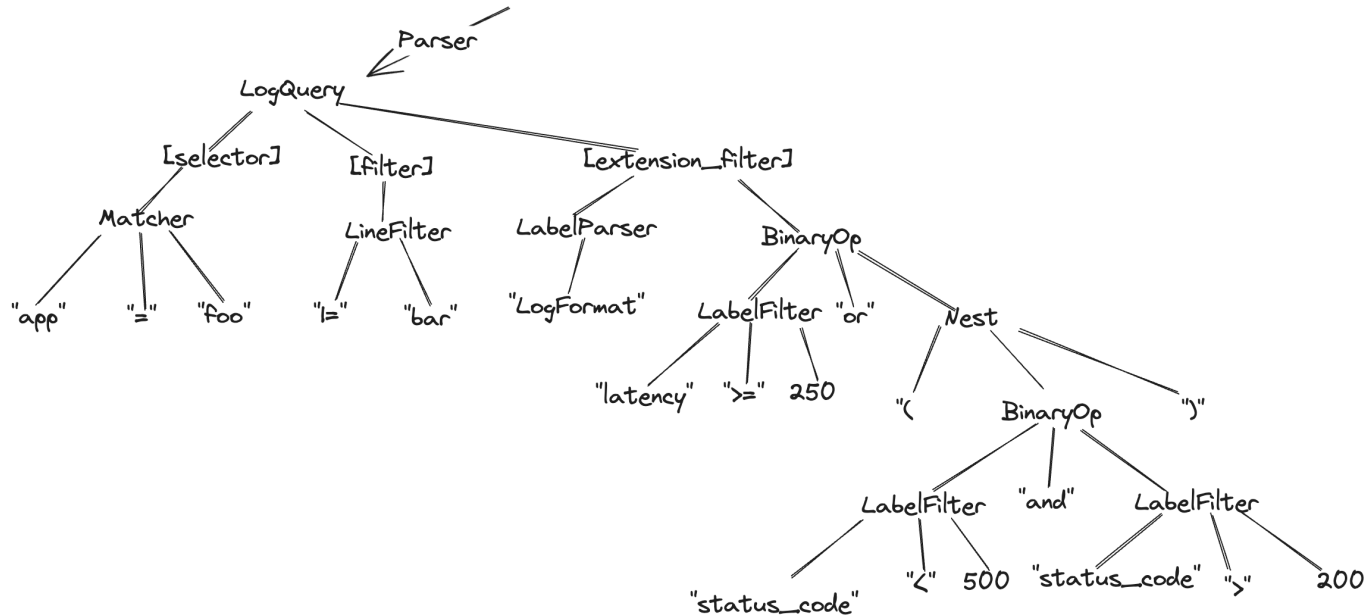 Parser
LogQuery
[selector]
[filter]
[extension_filter]
Matcher
LineFilter
LabelParser
BinaryOp
"app"
"="
"foo"
"|="
"bar"
"LogFormat"
LabelFilter
"or"
Nest
"latency"
">="
250
"(
BinaryOp
")"
LabelFilter
"and"
LabelFilter
"status_code"
"<"
500
"status_code"
">"
200